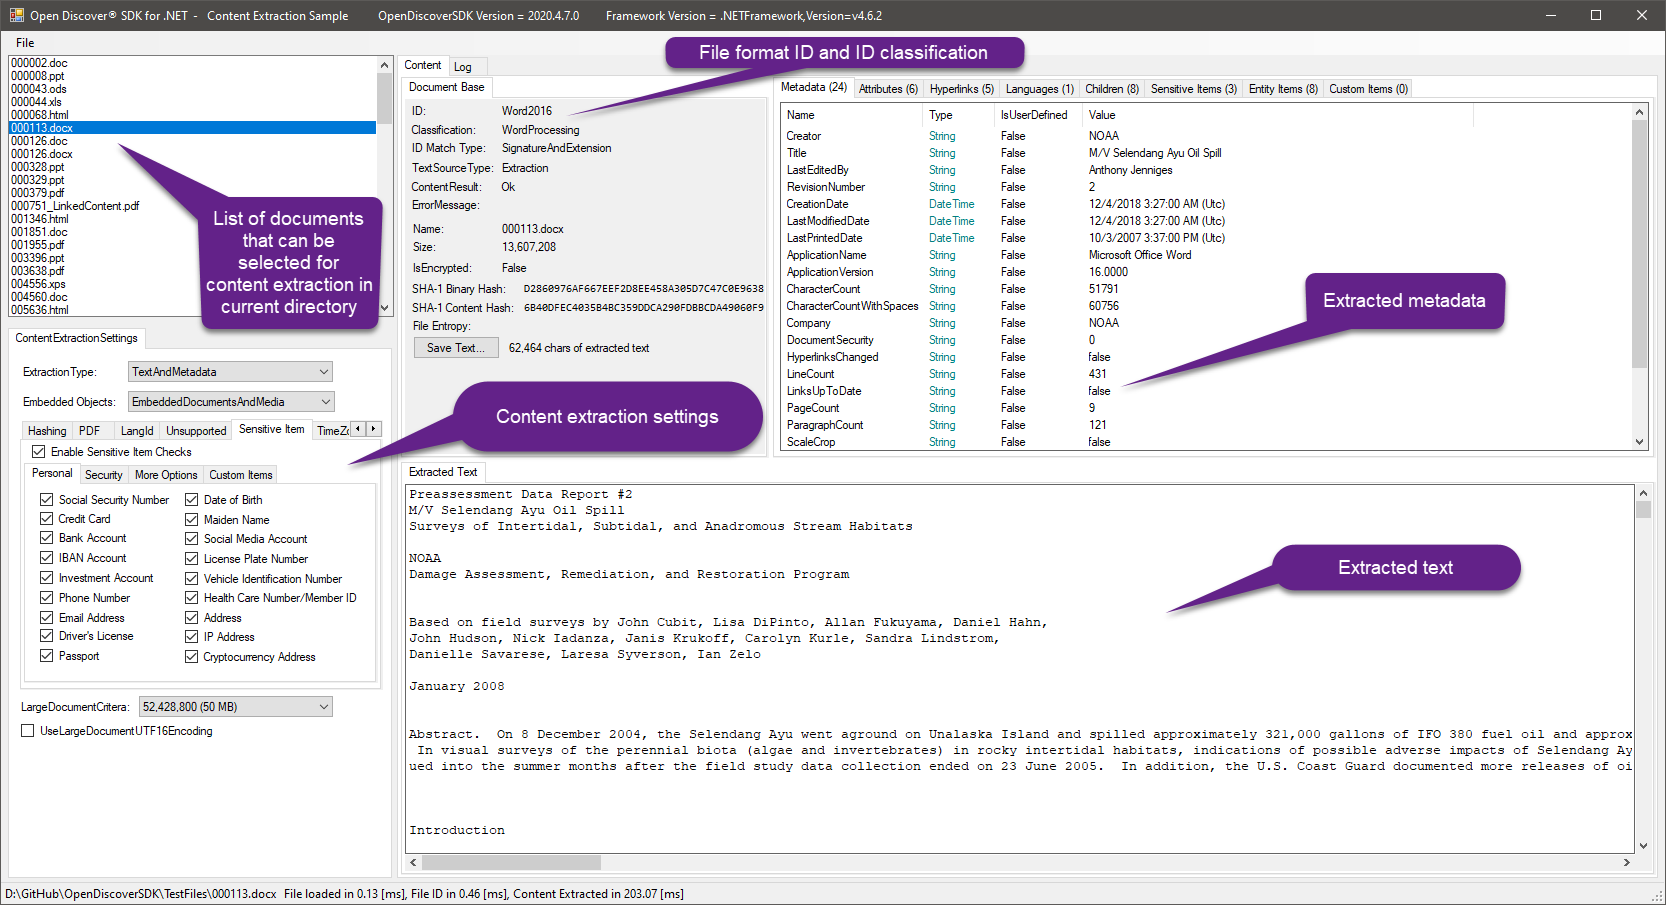 Open Discover® SDK for .NET - Content Extraction Sample OpenDiscoverSDK Version = 2020.4.7.0 Framework Version = .NETFramework,Version=v4.6.2
File
000002.doc
000008.ppt
000043.ods
000044.xls
000068.html
000113.docx
000126.doc
000126.docx
000328.ppt
000329.ppt
000379.pdf
000751_LinkedContent.pdf
001346.html
001851.doc
001955.pdf
003396.ppt
003638.pdf
004556.xps
004560.doc
005636.html
List of documents
that can be
selected for
content extraction in
current directory
ContentExtractionSettings
ExtractionType: TextAndMetadata
Embedded Objects: EmbeddedDocumentsAndMedia
Hashing PDF LangId Unsupported Sensitive Item TimeZo
Enable Sensitive Item Checks
Personal Security More Options Custom Items
Social Security Number Date of Birth
Credit Card Maiden Name
Bank Account Social Media Account
IBAN Account License Plate Number
Investment Account Vehicle Identification Number
Phone Number Health Care Number/Member ID
Email Address Address
Driver's License IP Address
Passport Cryptocurrency Address
LargeDocumentCritera: 52,428,800 (50 MB)
UseLargeDocumentUTF16Encoding
Content extraction settings
Content Log
Document Base
File format ID and ID classification
ID: Word2016
Classification: WordProcessing
ID Match Type: SignatureAndExtension
TextSourceType: Extraction
ContentResult: Ok
ErrorMessage:
Name: 000113.docx
Size: 13,607,208
IsEncrypted: False
SHA-1 Binary Hash: D2860976AF667EEF2D8EE458A305D7C47C0E9638
SHA-1 Content Hash: 6B40DFEC4035B4BC359DDCA290FDBBCDA49060F9
File Entropy:
Save Text... 62,464 chars of extracted text
Metadata (24) Attributes (6) Hyperlinks (5) Languages (1) Children (8) Sensitive Items (3) Entity Items (8) Custom Items (0)
Name Type IsUserDefined Value
Creator String False NOAA
Title String False M/V Selendang Ayu Oil Spill
LastEditedBy String False Anthony Jenniges
RevisionNumber String False 2
CreationDate DateTime False 12/4/2018 3:27:00 AM (Utc)
LastModifiedDate DateTime False 12/4/2018 3:27:00 AM (Utc)
LastPrintedDate DateTime False 10/3/2007 3:37:00 PM (Utc)
ApplicationName String False Microsoft Office Word
ApplicationVersion String False 16.0000
CharacterCount String False 51791
CharacterCountWithSpaces String False 60756
Company String False NOAA
DocumentSecurity String False 0
HyperlinksChanged String False false
LineCount String False 431
LinksUpToDate String False false
PageCount String False 9
ParagraphCount String False 121
ScaleCrop String False false
Extracted metadata
Extracted Text
Preassessment Data Report #2
M/V Selendang Ayu Oil Spill
Surveys of Intertidal, Subtidal, and Anadromous Stream Habitats
NOAA
Damage Assessment, Remediation, and Restoration Program
Based on field surveys by John Cubit, Lisa DiPinto, Allan Fukuyama, Daniel Hahn,
John Hudson, Nick Iadanza, Janis Krukoff, Carolyn Kurle, Sandra Lindstrom,
Danielle Savarese, Laresa Syverson, Ian Zelo
January 2008
Abstract. On 8 December 2004, the Selendang Ayu went aground on Unalaska Island and spilled approximately 321,000 gallons of IFO 380 fuel oil and approx
In visual surveys of the perennial biota (algae and invertebrates) in rocky intertidal habitats, indications of possible adverse impacts of Selendang Ay
ued into the summer months after the field study data collection ended on 23 June 2005. In addition, the U.S. Coast Guard documented more releases of oi
Introduction
Extracted text
D:\GitHub\OpenDiscoverSDK\TestFiles\000113.docx File loaded in 0.13 [ms], File ID in 0.46 [ms], Content Extracted in 203.07 [ms]